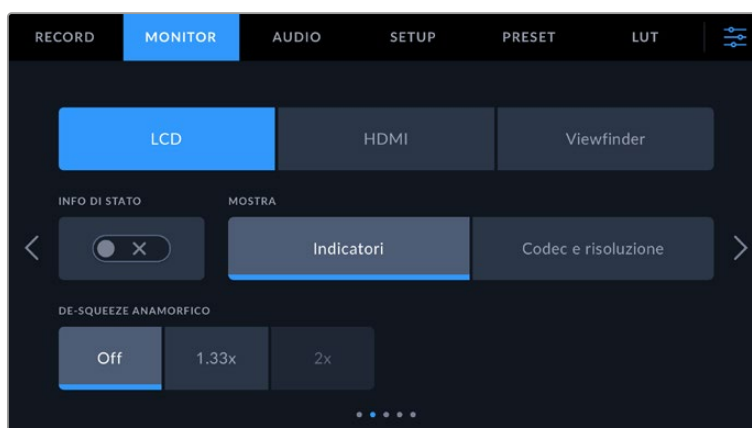 RECORD MONITOR AUDIO SETUP PRESET LUT
LCD HDMI Viewfinder
INFO DI STATO MOSTRA
Indicatori Codec e risoluzione
DE-SQUEEZE ANAMORFICO
Off 1.33x 2x